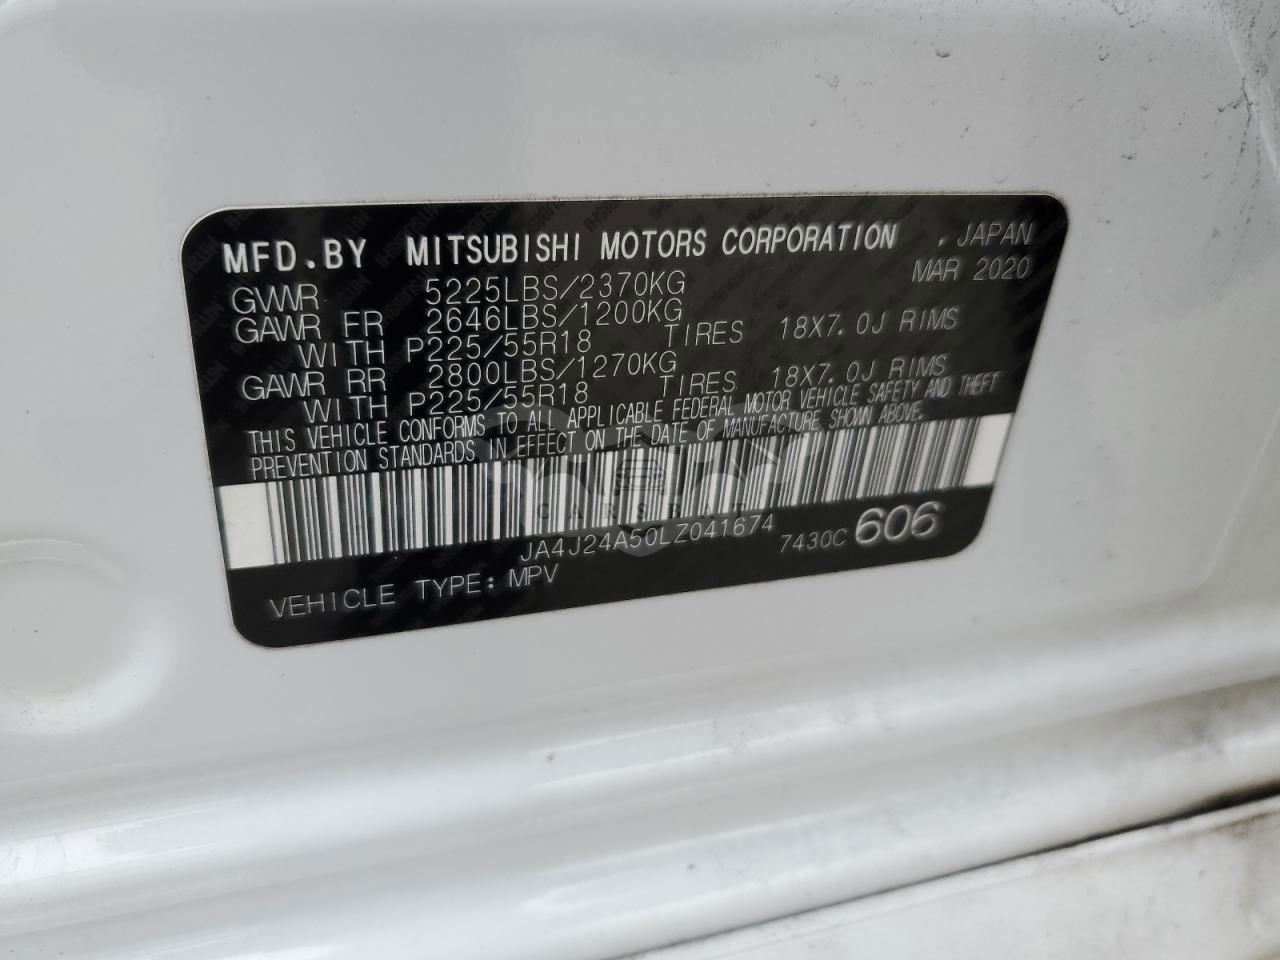 MFD.BY MITSUBISHI MOTORS CORPORATION , JAPAN
MAR 2020
GVWR 5225LBS/2370KG
GAWR FR 2646LBS/1200KG
WITH P225/55R18 TIRES 18X7.0J RIMS
GAWR RR 2800LBS/1270KG
WITH P225/55R18 TIRES 18X7.0J RIMS
THIS VEHICLE CONFORMS TO ALL APPLICABLE FEDERAL MOTOR VEHICLE SAFETY AND THEFT
PREVENTION STANDARDS IN EFFECT ON THE DATE OF MANUFACTURE SHOWN ABOVE.
CARSBAT
JA4J24A50LZ041674 7430C 606
VEHICLE TYPE: MPV